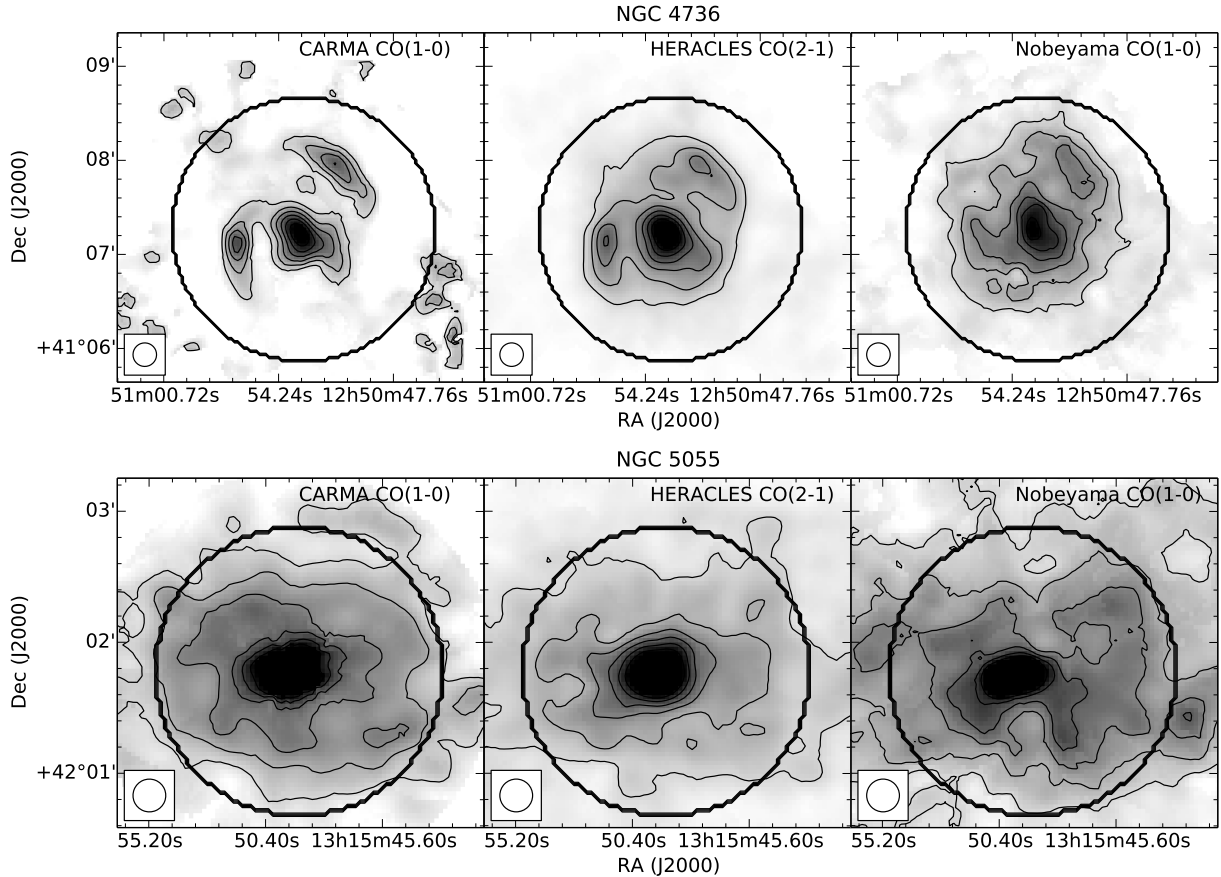 NGC 4736
CARMA CO(1-0) HERACLES CO(2-1) Nobeyama CO(1-0)
09'
08'
07'
+41°06'
Dec (J2000)
51m00.72s 54.24s 12h50m47.76s 51m00.72s 54.24s 12h50m47.76s 51m00.72s 54.24s 12h50m47.76s
RA (J2000)
NGC 5055
CARMA CO(1-0) HERACLES CO(2-1) Nobeyama CO(1-0)
03'
02'
+42°01'
Dec (J2000)
55.20s 50.40s 13h15m45.60s 55.20s 50.40s 13h15m45.60s 55.20s 50.40s 13h15m45.60s
RA (J2000)